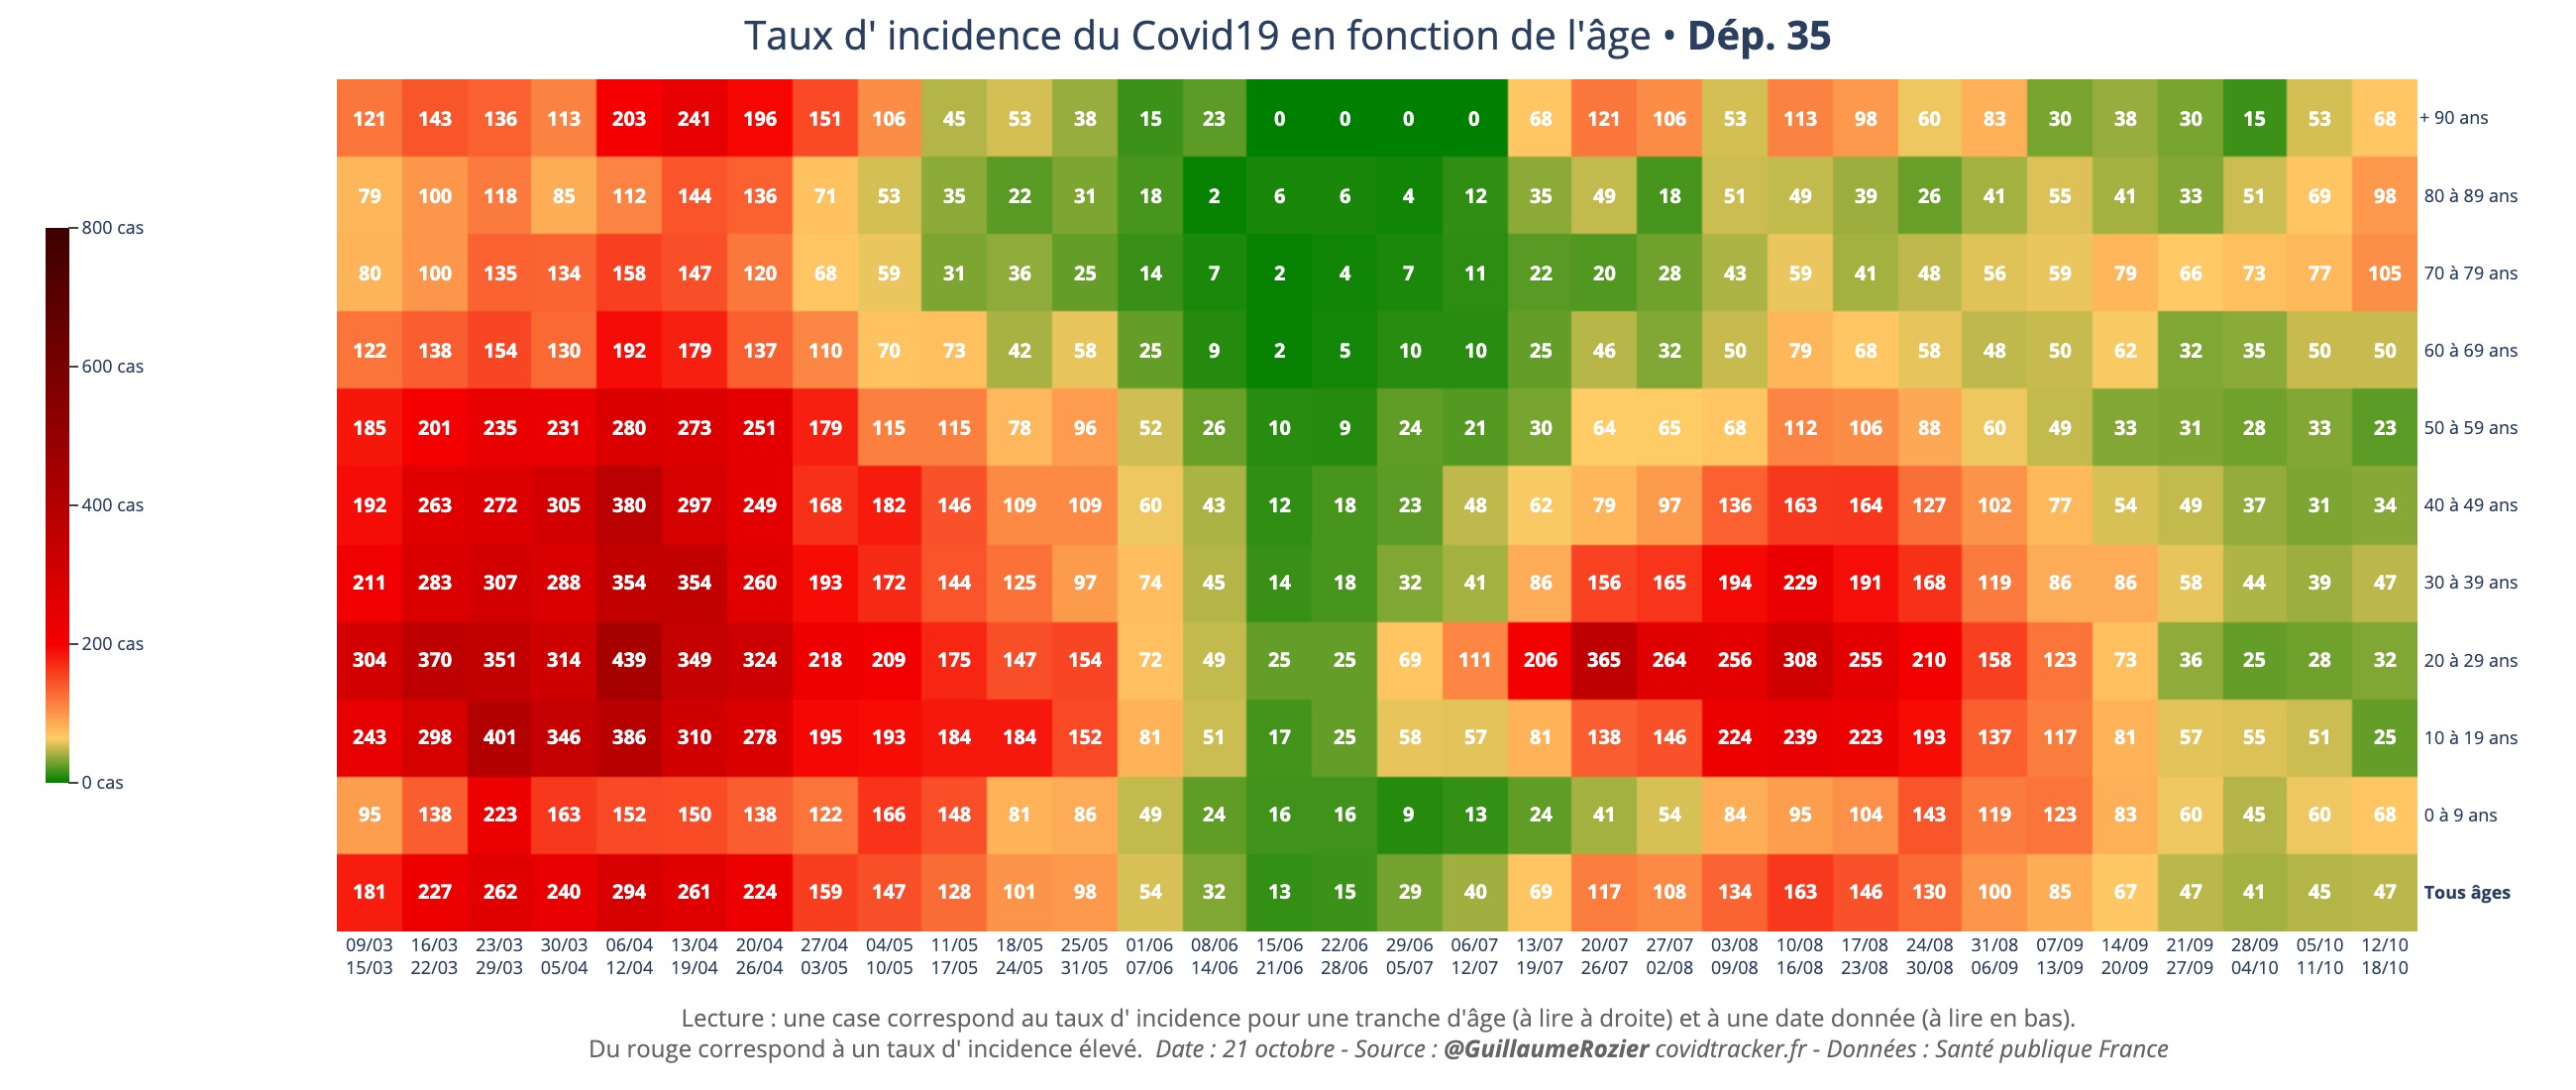 Taux d' incidence du Covid19 en fonction de l'âge • Dép. 35
121 143 136 113 203 241 196 151 106 45 53 38 15 23 0 0 0 0 68 121 106 53 113 98 60 83 30 38 30 15 53 68 + 90 ans
79 100 118 85 112 144 136 71 53 35 22 31 18 2 6 6 4 12 35 49 18 51 49 39 26 41 55 41 33 51 69 98 80 à 89 ans
80 100 135 134 158 147 120 68 59 31 36 25 14 7 2 4 7 11 22 20 28 43 59 41 48 56 59 79 66 73 77 105 70 à 79 ans
122 138 154 130 192 179 137 110 70 73 42 58 25 9 2 5 10 10 25 46 32 50 79 68 58 48 50 62 32 35 50 50 60 à 69 ans
185 201 235 231 280 273 251 179 115 115 78 96 52 26 10 9 24 21 30 64 65 68 112 106 88 60 49 33 31 28 33 23 50 à 59 ans
192 263 272 305 380 297 249 168 182 146 109 109 60 43 12 18 23 48 62 79 97 136 163 164 127 102 77 54 49 37 31 34 40 à 49 ans
211 283 307 288 354 354 260 193 172 144 125 97 74 45 14 18 32 41 86 156 165 194 229 191 168 119 86 86 58 44 39 47 30 à 39 ans
304 370 351 314 439 349 324 218 209 175 147 154 72 49 25 25 69 111 206 365 264 256 308 255 210 158 123 73 36 25 28 32 20 à 29 ans
243 298 401 346 386 310 278 195 193 184 184 152 81 51 17 25 58 57 81 138 146 224 239 223 193 137 117 81 57 55 51 25 10 à 19 ans
95 138 223 163 152 150 138 122 166 148 81 86 49 24 16 16 9 13 24 41 54 84 95 104 143 119 123 83 60 45 60 68 0 à 9 ans
181 227 262 240 294 261 224 159 147 128 101 98 54 32 13 15 29 40 69 117 108 134 163 146 130 100 85 67 47 41 45 47 Tous âges
800 cas
600 cas
400 cas
200 cas
0 cas
09/03 16/03 23/03 30/03 06/04 13/04 20/04 27/04 04/05 11/05 18/05 25/05 01/06 08/06 15/06 22/06 29/06 06/07 13/07 20/07 27/07 03/08 10/08 17/08 24/08 31/08 07/09 14/09 21/09 28/09 05/10 12/10
15/03 22/03 29/03 05/04 12/04 19/04 26/04 03/05 10/05 17/05 24/05 31/05 07/06 14/06 21/06 28/06 05/07 12/07 19/07 26/07 02/08 09/08 16/08 23/08 30/08 06/09 13/09 20/09 27/09 04/10 11/10 18/10
Lecture : une case correspond au taux d' incidence pour une tranche d'âge (à lire à droite) et à une date donnée (à lire en bas).
Du rouge correspond à un taux d' incidence élevé. Date : 21 octobre - Source : @GuillaumeRozier covidtracker.fr - Données : Santé publique France